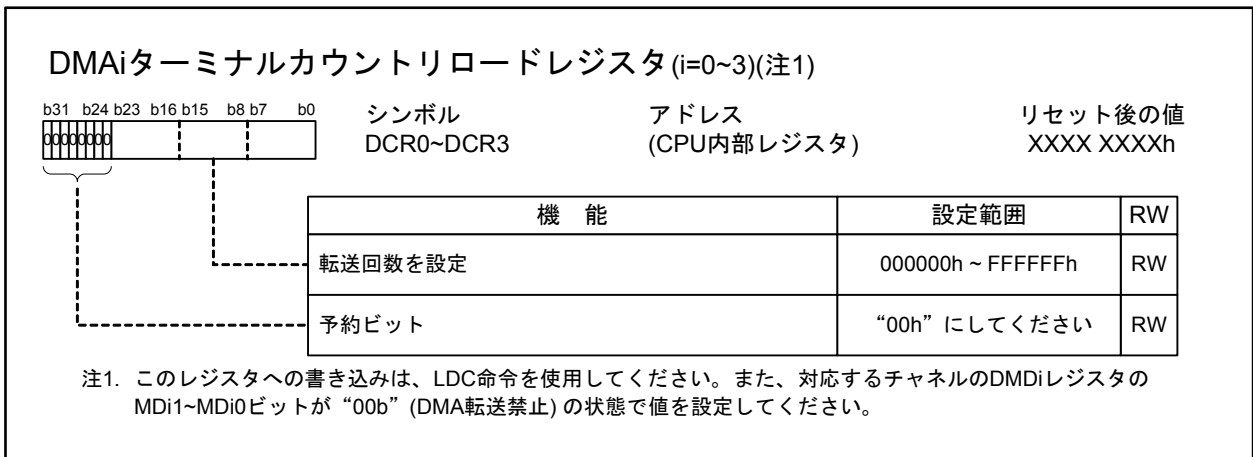 DMAiターミナルカウントリロードレジスタ(i=0~3)(注1)
b31 b24 b23 b16 b15 b8 b7 b0
シンボル アドレス リセット後の値
00000000
DCR0~DCR3 (CPU内部レジスタ) XXXX XXXXh
機 能 設定範囲 RW
転送回数を設定 000000h ~ FFFFFFh RW
予約ビット “00h”にしてください RW
注1. このレジスタへの書き込みは、LDC命令を使用してください。また、対応するチャネルのDMDiレジスタの
MDi1~MDi0ビットが“00b”(DMA転送禁止) の状態で値を設定してください。